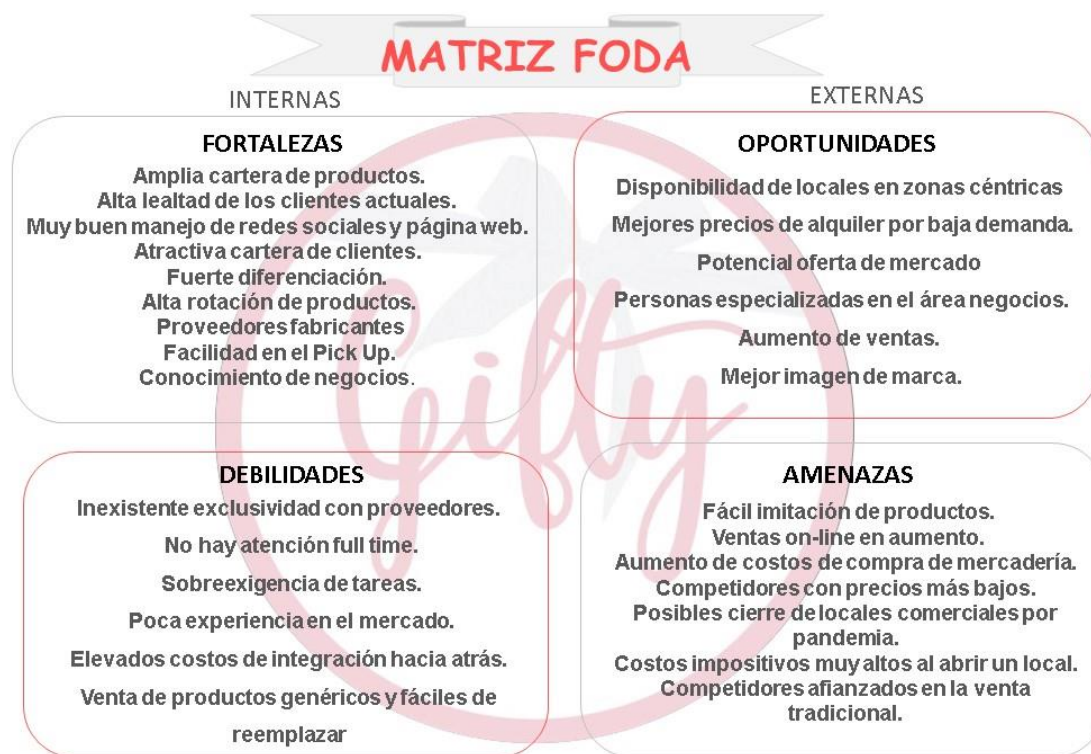 MATRIZ FODA
INTERNAS
EXTERNAS
FORTALEZAS
Amplia cartera de productos.
Alta lealtad de los clientes actuales.
Muy buen manejo de redes sociales y página web.
Atractiva cartera de clientes.
Fuerte diferenciación.
Alta rotación de productos.
Proveedores fabricantes
Facilidad en el Pick Up.
Conocimiento de negocios.
OPORTUNIDADES
Disponibilidad de locales en zonas céntricas
Mejores precios de alquiler por baja demanda.
Potencial oferta de mercado
Personas especializadas en el área negocios.
Aumento de ventas.
Mejor imagen de marca.
Gifty
DEBILIDADES
Inexistente exclusividad con proveedores.
No hay atención full time.
Sobreexigencia de tareas.
Poca experiencia en el mercado.
Elevados costos de integración hacia atrás.
Venta de productos genéricos y fáciles de
reemplazar
AMENAZAS
Fácil imitación de productos.
Ventas on-line en aumento.
Aumento de costos de compra de mercadería.
Competidores con precios más bajos.
Posibles cierre de locales comerciales por
pandemia.
Costos impositivos muy altos al abrir un local.
Competidores afianzados en la venta
tradicional.